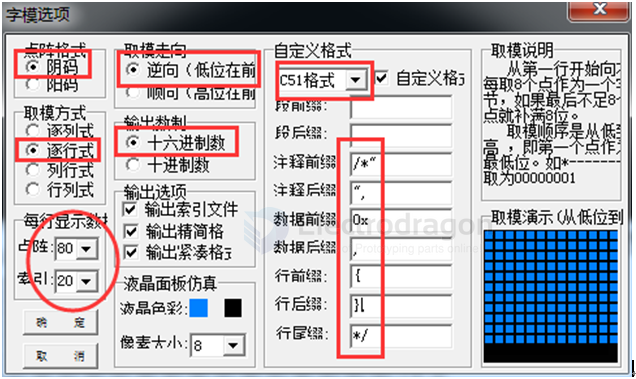 字模选项
点阵格式
阴码
阳码
取模走向
逆向(低位在前
顺向(高位在前
自定义格式
C51格式
自定义格式
段前缀:
段后缀:
注释前缀 /*"
注释后缀 ",
数据前缀 0x
数据后缀: ,
行前缀: {
行后缀: }
行尾缀: */
取模方式
逐列式
逐行式
列行式
行列式
输出数制
十六进制数
十进制数
输出选项
输出索引文件
输出精简格
输出紧凑格式
每行显示数据
点阵: 80
索引: 20
液晶面板仿真
液晶色彩:
像素大小: 8
确 定
取 消
取模说明
从第一行开始向
每取8个点作为一个字
节,如果最后不足8个
点就补满8位。
取模顺序是从低到
高,即第一个点作为
最低位。如*-------
取为00000001
取模演示(从低位到
Electrodragon